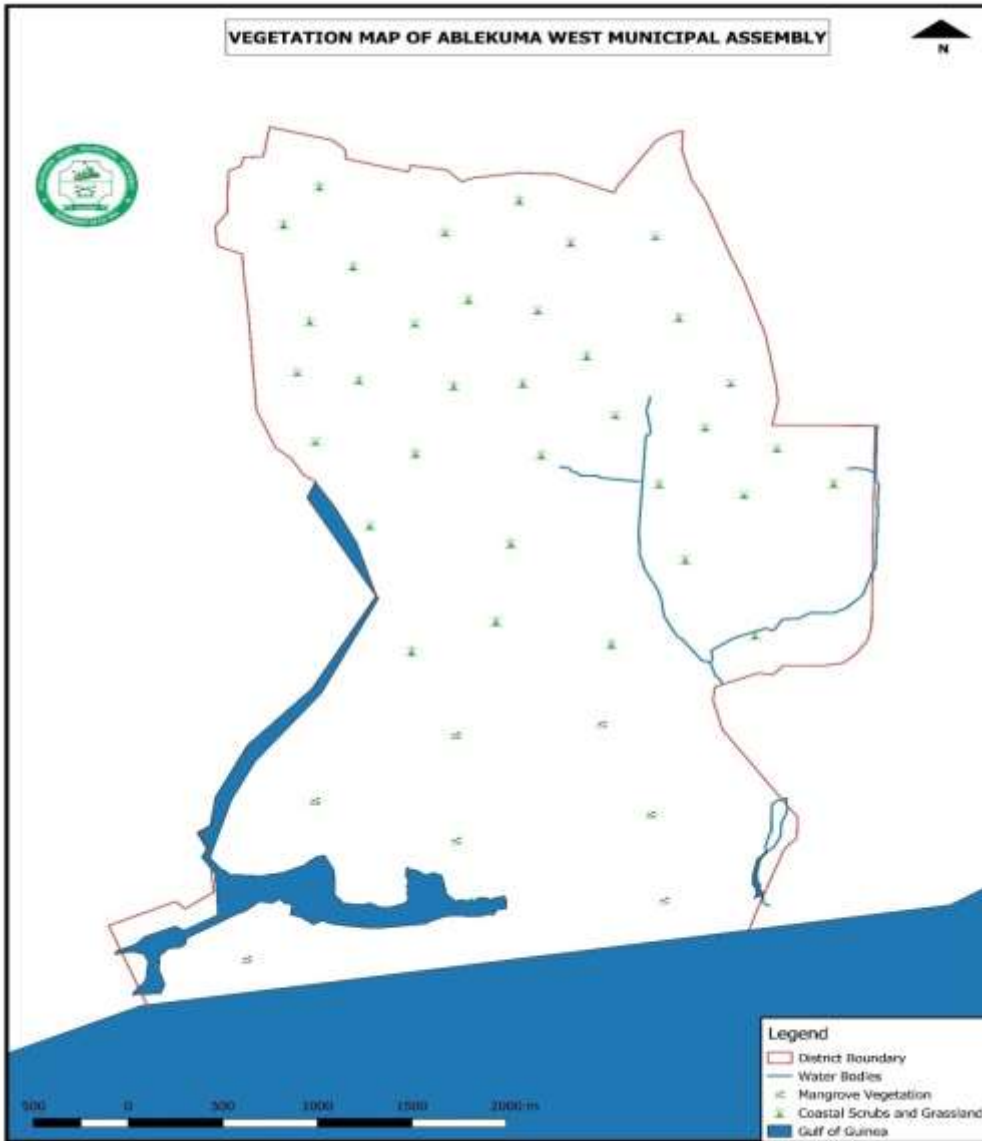 VEGETATION MAP OF ABLEKUMA WEST MUNICIPAL ASSEMBLY
N
Legend
District Boundary
Water Bodies
Mangrove Vegetation
Coastal Scrubs and Grassland
Gulf of Guinea
500 0 500 1000 1500 2000 m